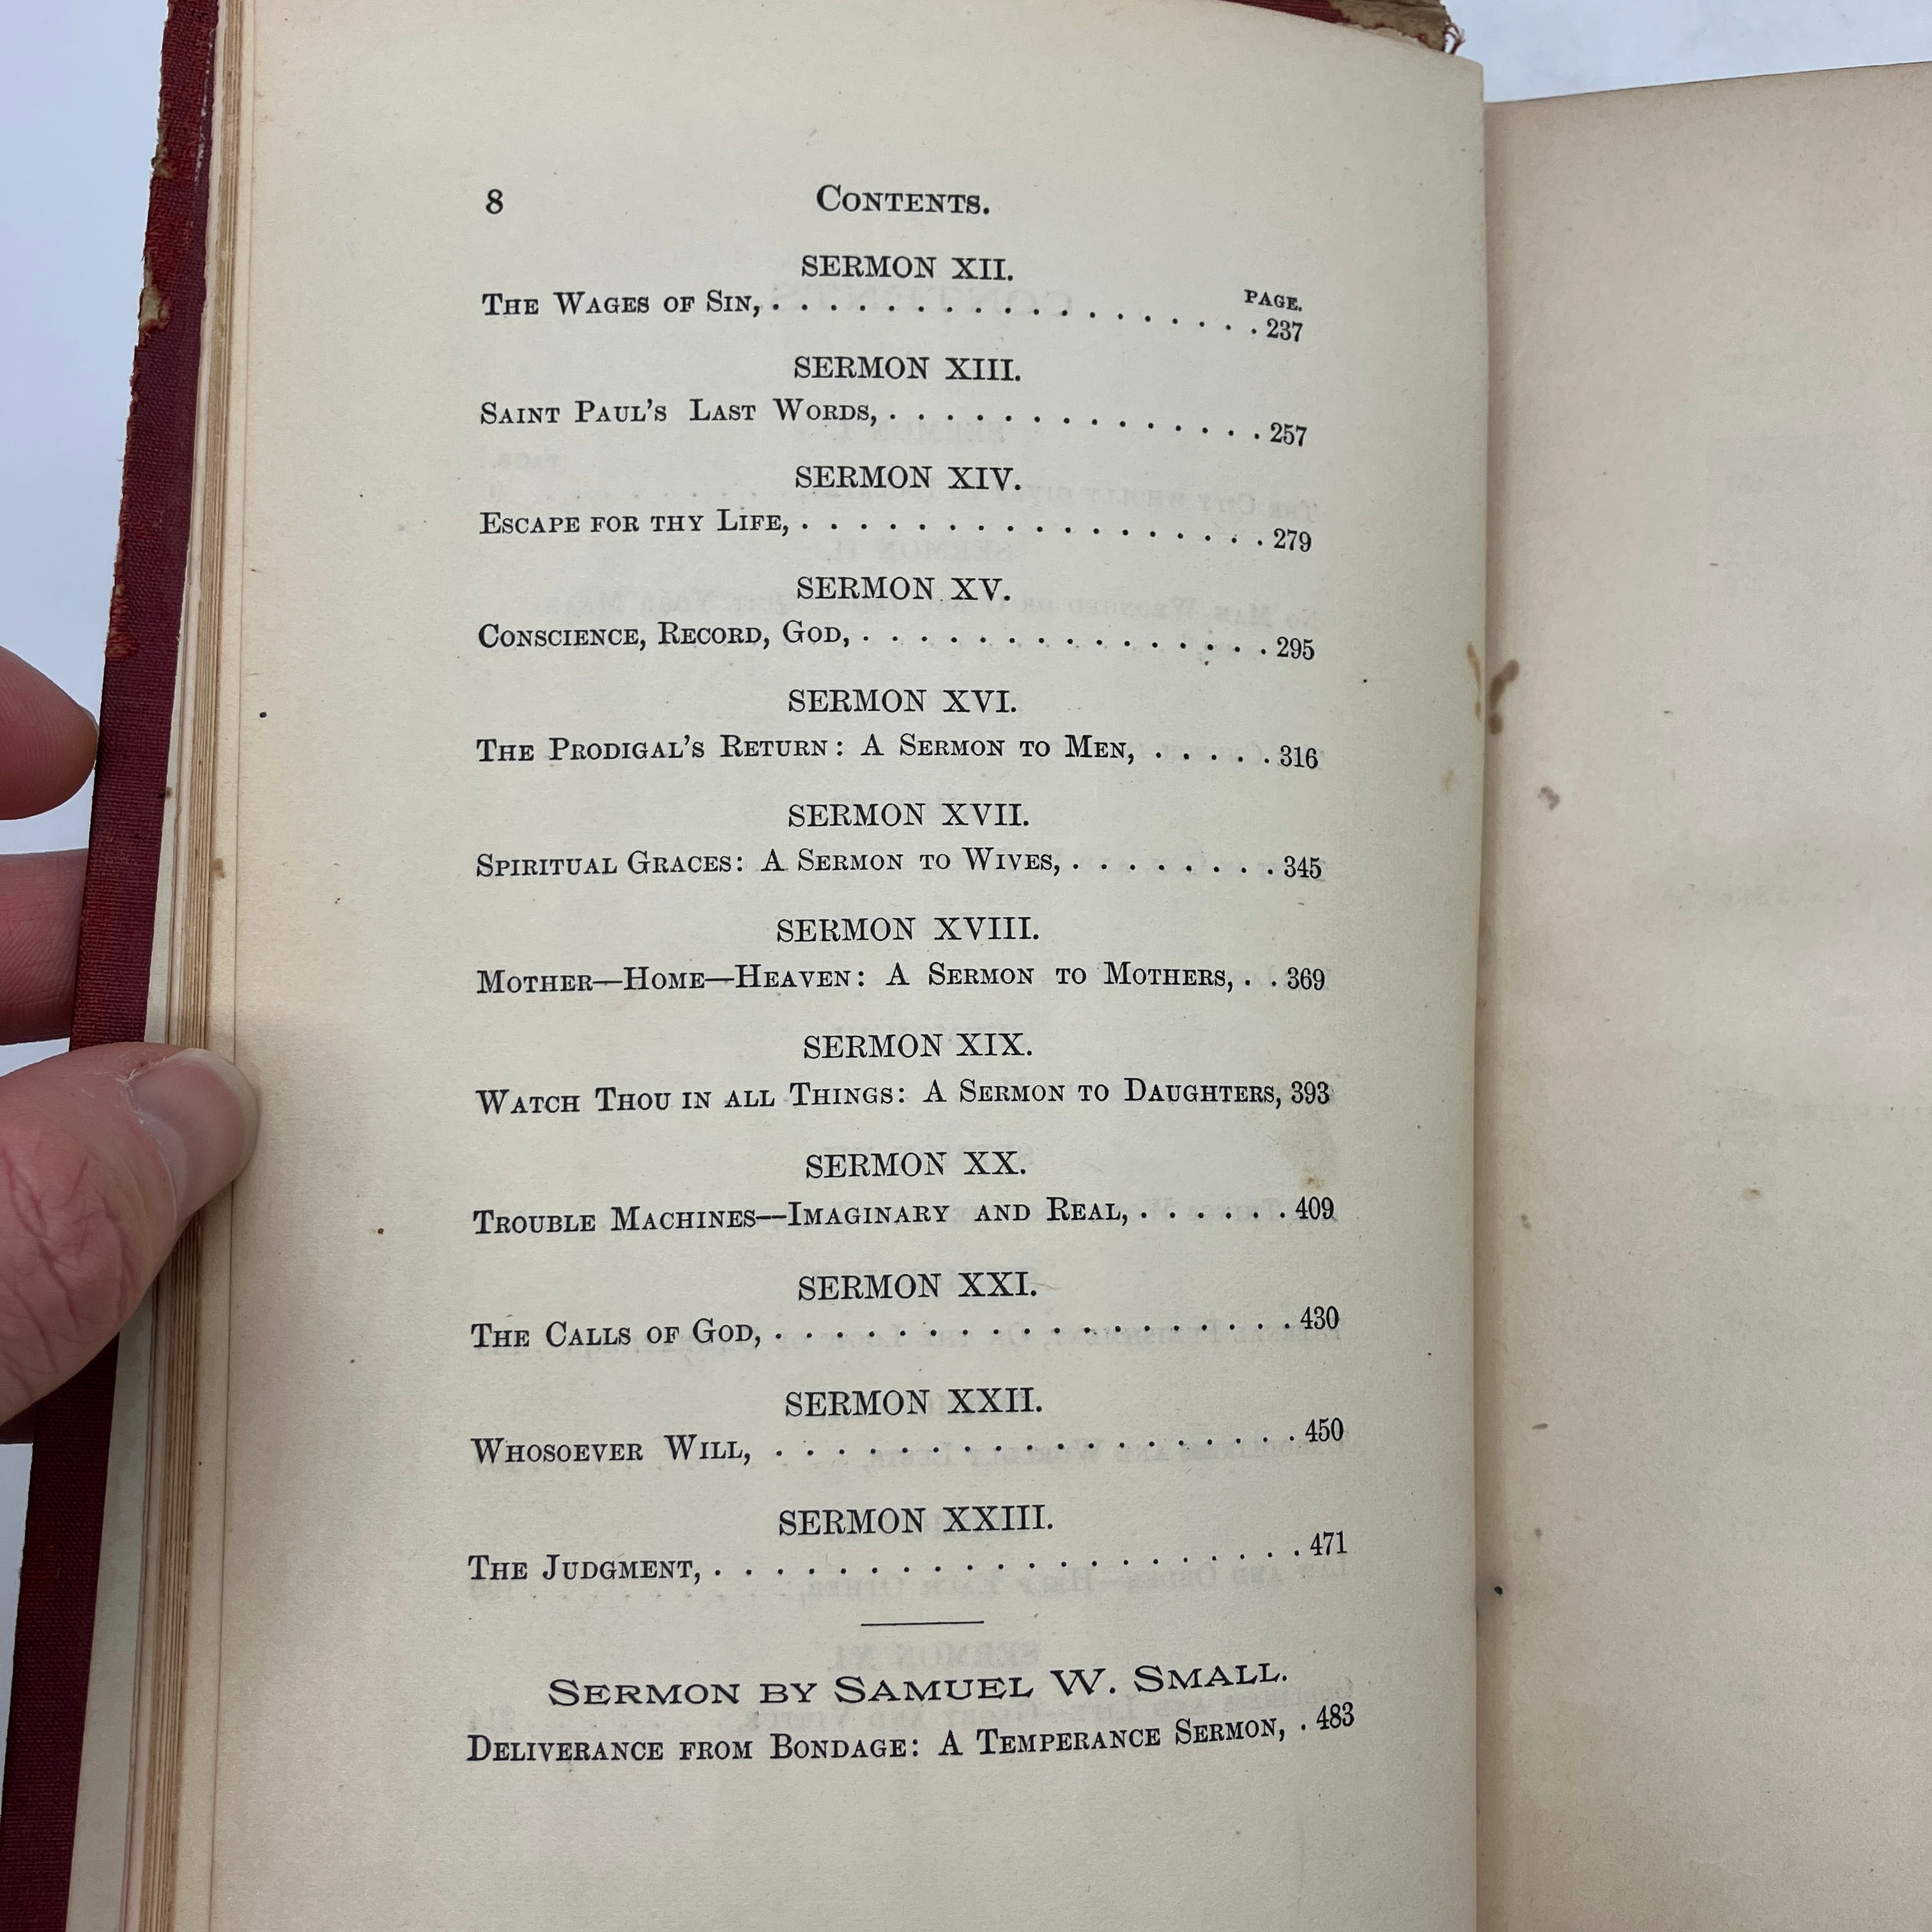 8 CONTENTS.
SERMON XII.
PAGE.
THE WAGES OF SIN, . . . . . . . . . . . . . . . . . . 237
SERMON XIII.
SAINT PAUL'S LAST WORDS, . . . . . . . . . . . . . . 257
SERMON XIV.
ESCAPE FOR THY LIFE, . . . . . . . . . . . . . . . . . 279
SERMON XV.
CONSCIENCE, RECORD, GOD, . . . . . . . . . . . . . . . 295
SERMON XVI.
THE PRODIGAL'S RETURN: A SERMON TO MEN, . . . . . 316
SERMON XVII.
SPIRITUAL GRACES: A SERMON TO WIVES, . . . . . . . . 345
SERMON XVIII.
MOTHER—HOME—HEAVEN: A SERMON TO MOTHERS, . . 369
SERMON XIX.
WATCH THOU IN ALL THINGS: A SERMON TO DAUGHTERS, 393
SERMON XX.
TROUBLE MACHINES—IMAGINARY AND REAL, . . . . . . 409
SERMON XXI.
THE CALLS OF GOD, . . . . . . . . . . . . . . . . . 430
SERMON XXII.
WHOSOEVER WILL, . . . . . . . . . . . . . . . . . 450
SERMON XXIII.
THE JUDGMENT, . . . . . . . . . . . . . . . . . . . 471
SERMON BY SAMUEL W. SMALL.
DELIVERANCE FROM BONDAGE: A TEMPERANCE SERMON, . 483